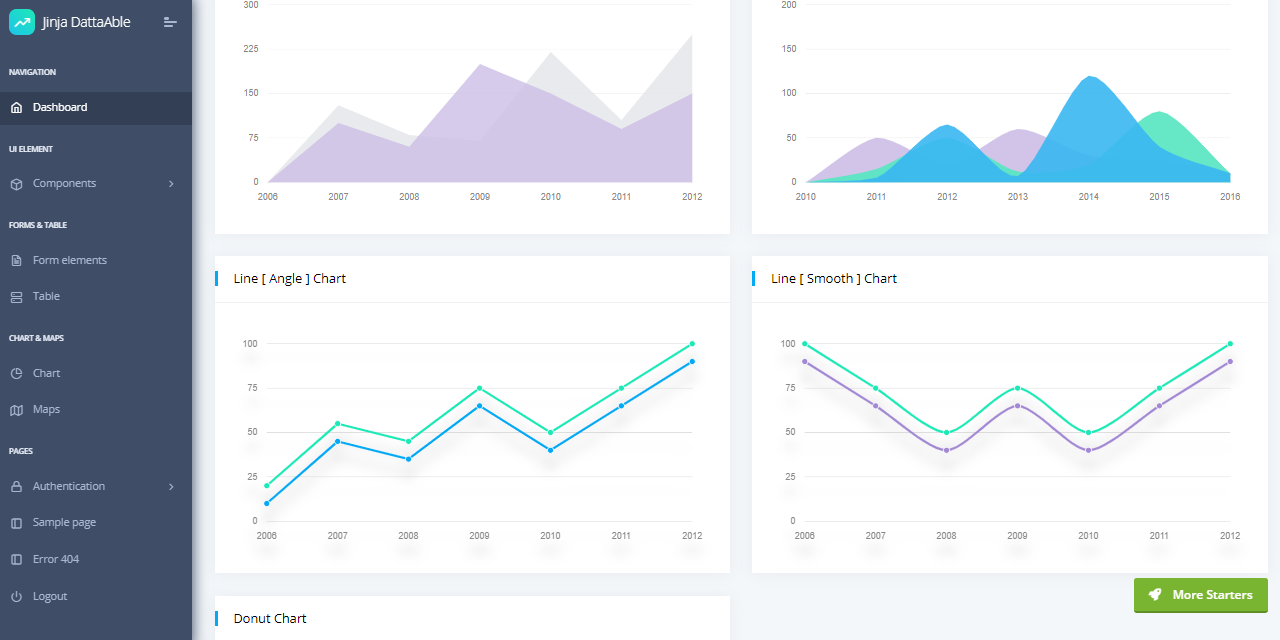 Jinja DattaAble
NAVIGATION
Dashboard
UI ELEMENT
Components
FORMS & TABLE
Form elements
Table
CHART & MAPS
Chart
Maps
PAGES
Authentication
Sample page
Error 404
Logout
300
225
150
75
0
2006 2007 2008 2009 2010 2011 2012
200
150
100
50
0
2010 2011 2012 2013 2014 2015 2016
Line [ Angle ] Chart
100
75
50
25
0
2006 2007 2008 2009 2010 2011 2012
Line [ Smooth ] Chart
100
75
50
25
0
2006 2007 2008 2009 2010 2011 2012
Donut Chart
More Starters